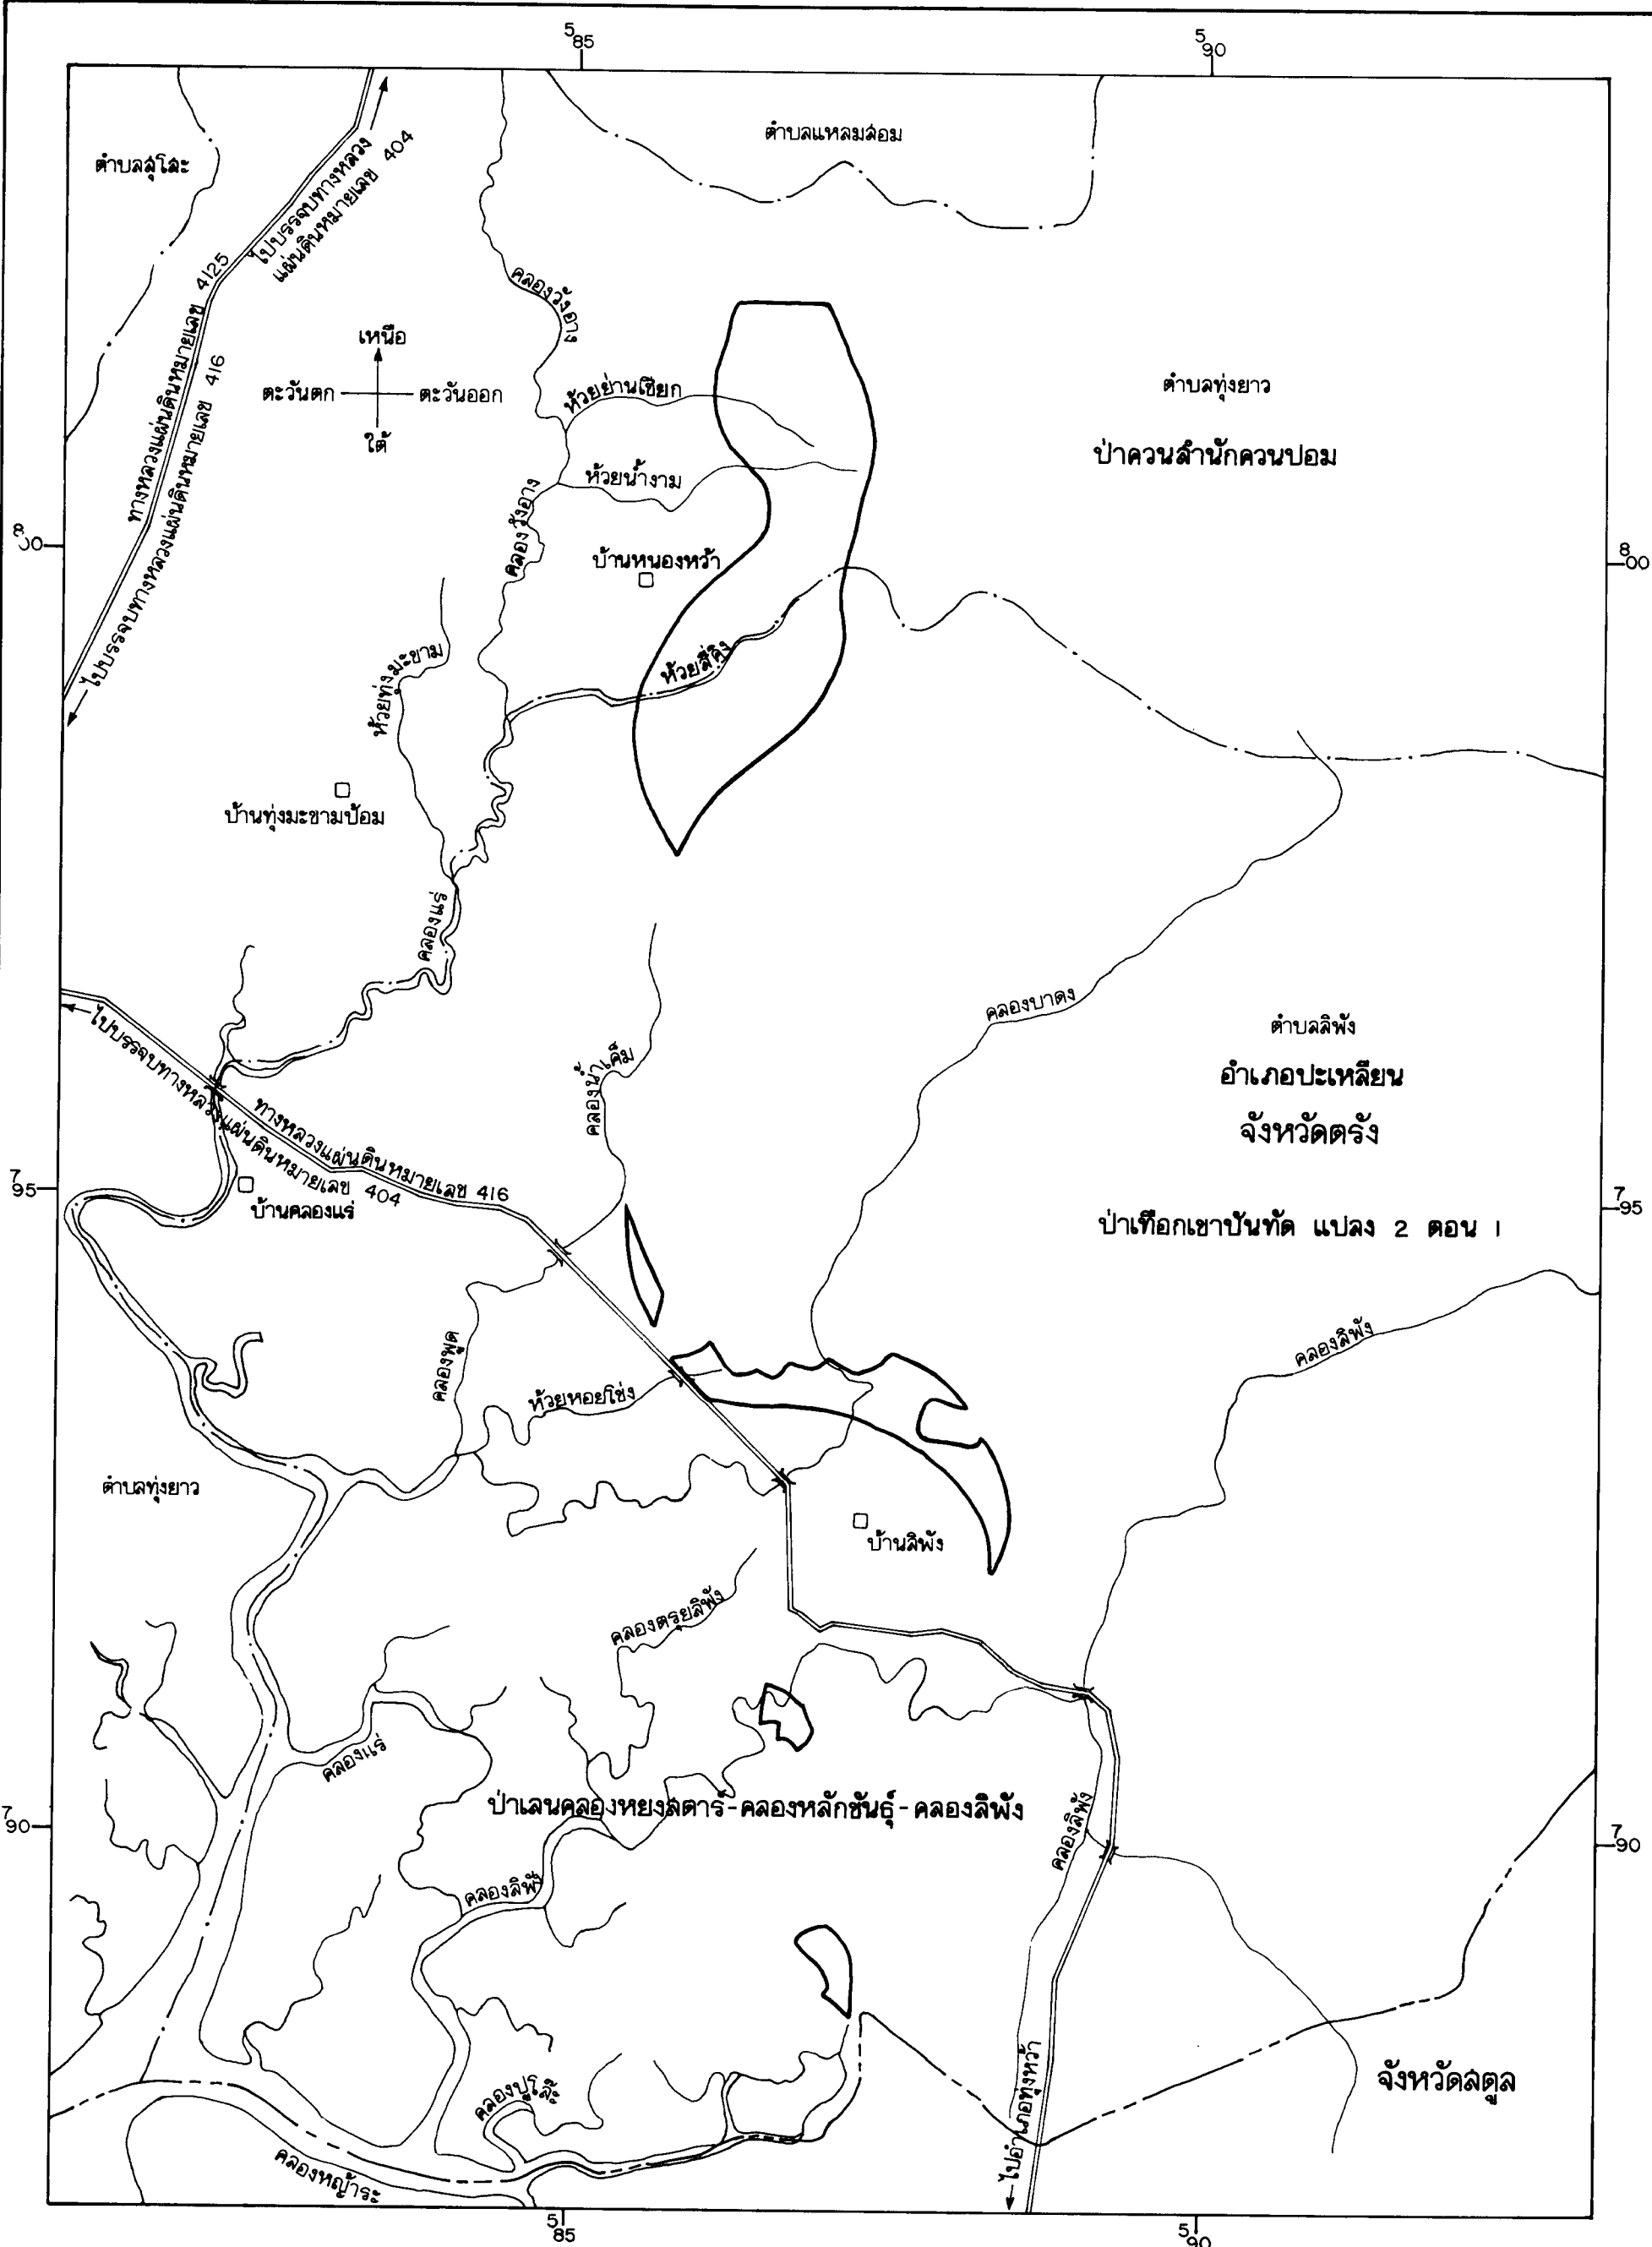 5
85
5
90
ตำบลแหลมสอม
ตำบลสุโสะ
ไปบรรจบทางหลวง
แผ่นดินหมายเลข 404
ทางหลวงแผ่นดินหมายเลข 4125
ไปบรรจบทางหลวงแผ่นดินหมายเลข 416
คลองวังอาง
เหนือ
ตะวันตก
ตะวันออก
ใต้
ห้วยย่านเชียก
ตำบลทุ่งยาว
ป่าควนสำนักควนปอม
ห้วยน้ำงาม
คลองวังอาง
8
00
บ้านหนองหว้า
8
00
ห้วยสี่คิง
ห้วยทุ่งมะขาม
บ้านทุ่งมะขามป้อม
คลองแร่
คลองบาดง
ตำบลลิพัง
อำเภอปะเหลียน
จังหวัดตรัง
คลองน้ำเค็ม
ไปบรรจบทางหลวงแผ่นดินหมายเลข 404
ทางหลวงแผ่นดินหมายเลข 416
7
95
บ้านคลองแร่
7
95
ป่าเทือกเขาบันทัด แปลง 2 ตอน 1
คลองลิพัง
คลองพูด
ห้วยหอยโข่ง
ตำบลทุ่งยาว
บ้านลิพัง
คลองตรุยลิพัง
คลองแร่
ป่าเลนคลองหยงสตาร์-คลองหลักขันธุ์-คลองลิพัง
7
90
คลองลิพัง
7
90
คลองลิพัง
จังหวัดสตูล
คลองปูโล๊ะ
ไปอำเภอทุ่งหว้า
คลองหญ้าระ
5
85
5
90